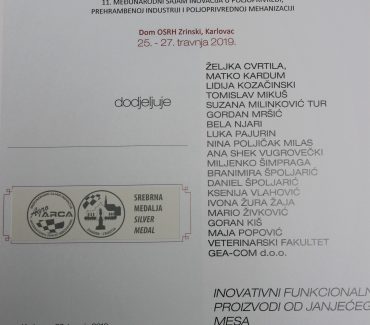 11. MEĐUNARODNI SAJAM INOVACIJA U POLJOPRIVREDI,
PREHRAMBENOJ INDUSTRIJI I POLJOPRIVREDNOJ MEHANIZACIJI
Dom OSRH Zrinski, Karlovac
25. - 27. travnja 2019.
dodjeljuje
ŽELJKA CVRTILA,
MATKO KARDUM
LIDIJA KOZAČINSKI
TOMISLAV MIKUŠ
SUZANA MILINKOVIĆ TUR
GORDAN MRŠIĆ
BELA NJARI
LUKA PAJURIN
NINA POLJIČAK MILAS
ANA SHEK VUGROVEČKI
MILJENKO ŠIMPRAGA
BRANIMIRA ŠPOLJARIĆ
DANIEL ŠPOLJARIĆ
KSENIJA VLAHOVIĆ
IVONA ŽURA ŽAJA
MARIO ŽIVKOVIĆ
GORAN KIŠ
MAJA POPOVIĆ
VETERINARSKI FAKULTET
GEA-COM d.o.o.
Agro
ARCA
SREBRNA
MEDALJA
SILVER
MEDAL
INOVATIVNI FUNKCIONALN
PROIZVODI OD JANJEĆEG
MESA